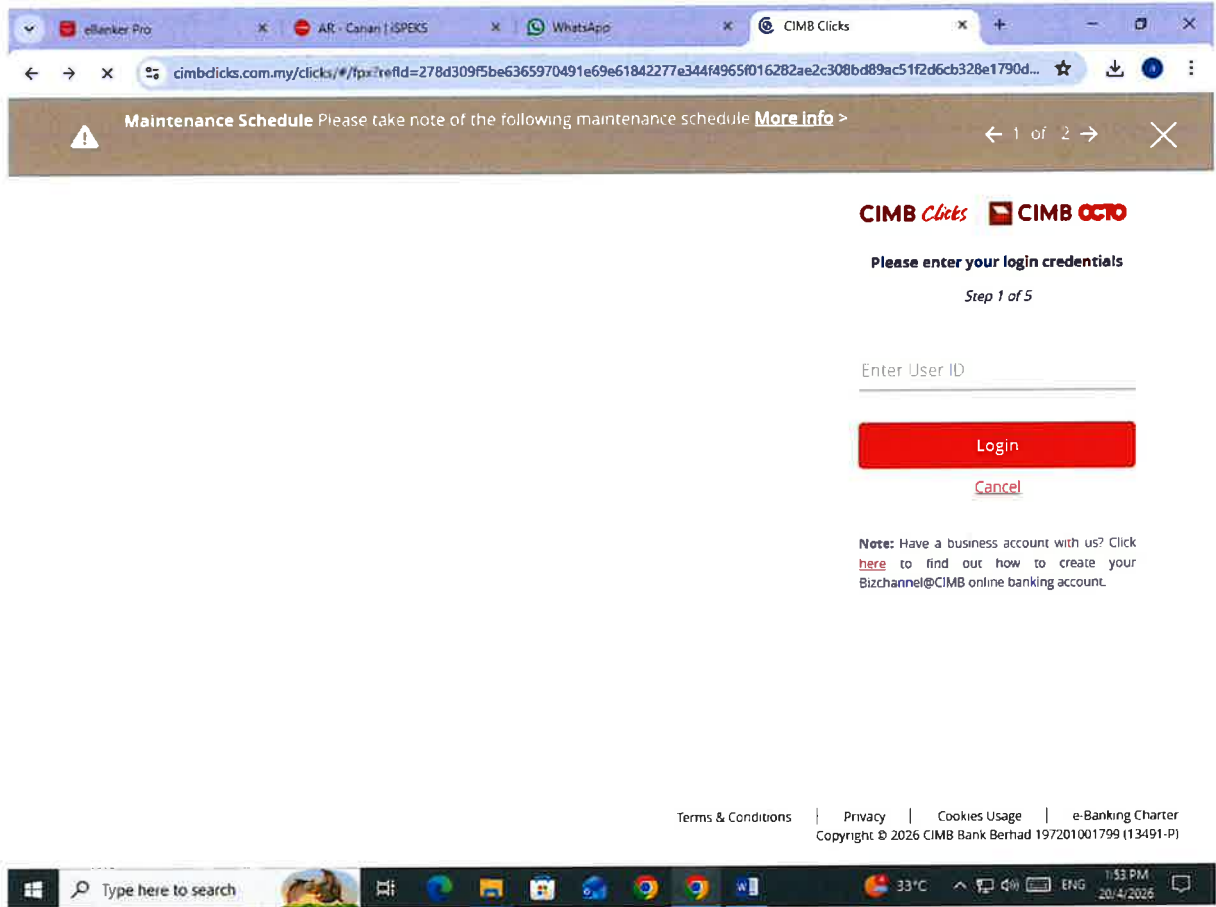 eBanker Pro
AR - Carian | iSPEKS
WhatsApp
CIMB Clicks
cimbclicks.com.my/clicks/#/fpx?refId=278d309f5be6365970491e69e61842277e344f4965f016282ae2c308bd89ac51f2d6cb328e1790d...
Maintenance Schedule Please take note of the following maintenance schedule More info >
1 of 2
CIMB Clicks CIMB OCTO
Please enter your login credentials
Step 1 of 5
Enter User ID
Login
Cancel
Note: Have a business account with us? Click
here to find out how to create your
Bizchannel@CIMB online banking account.
Terms & Conditions | Privacy | Cookies Usage | e-Banking Charter
Copyright © 2026 CIMB Bank Berhad 197201001799 (13491-P)
Type here to search
33°C
ENG
1:53 PM
20/4/2026